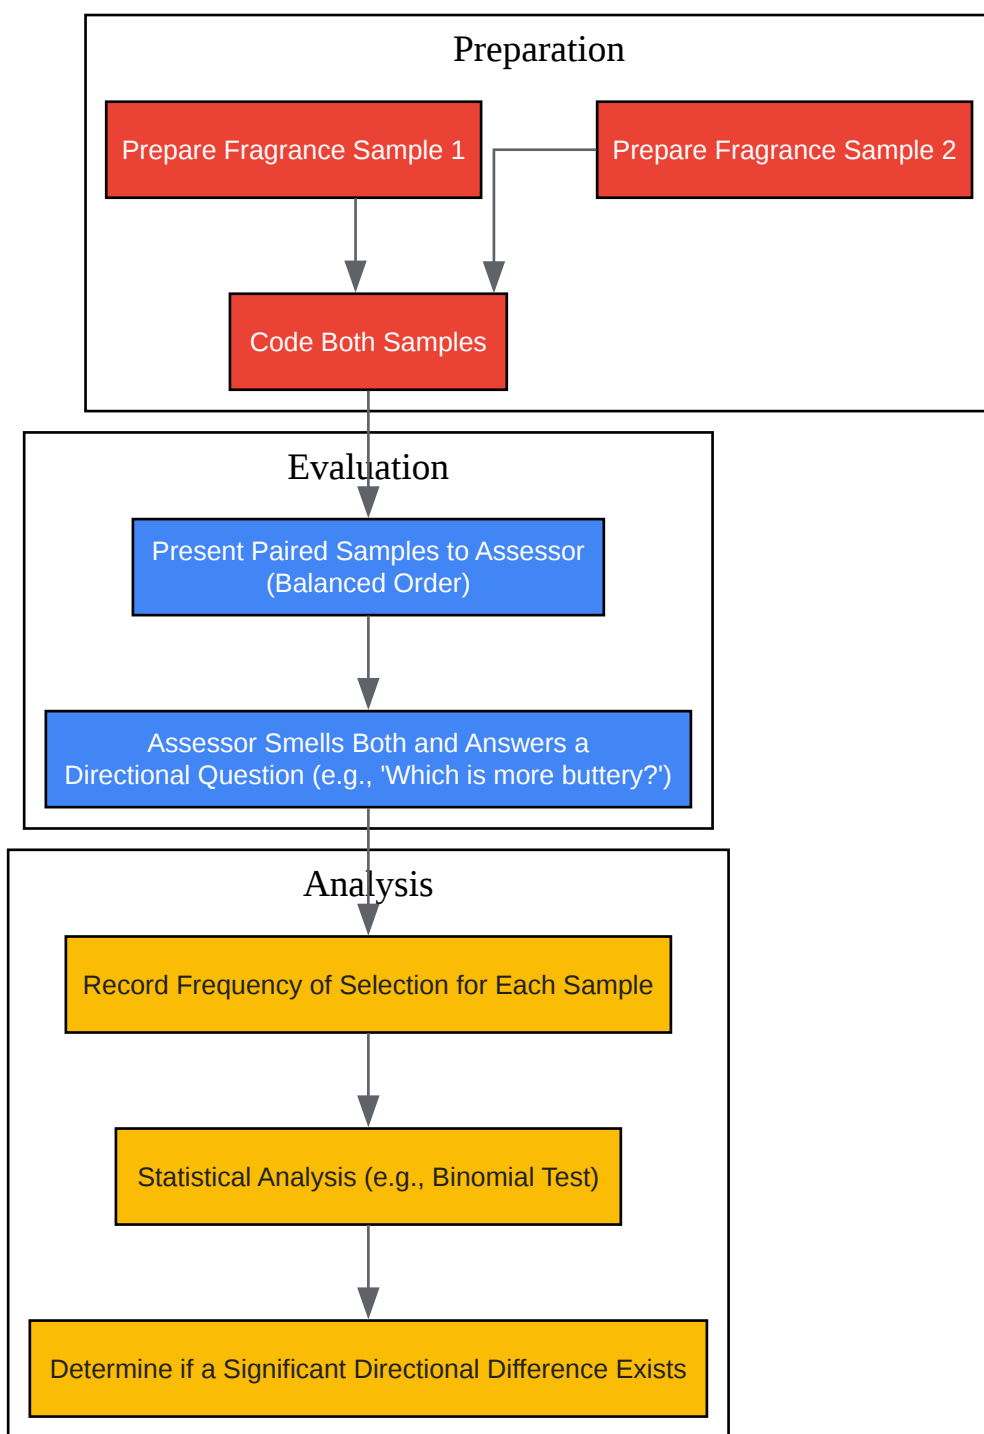 Preparation
Prepare Fragrance Sample 1
Prepare Fragrance Sample 2
Code Both Samples
Evaluation
Present Paired Samples to Assessor
(Balanced Order)
Assessor Smells Both and Answers a
Directional Question (e.g., 'Which is more buttery?')
Analysis
Record Frequency of Selection for Each Sample
Statistical Analysis (e.g., Binomial Test)
Determine if a Significant Directional Difference Exists